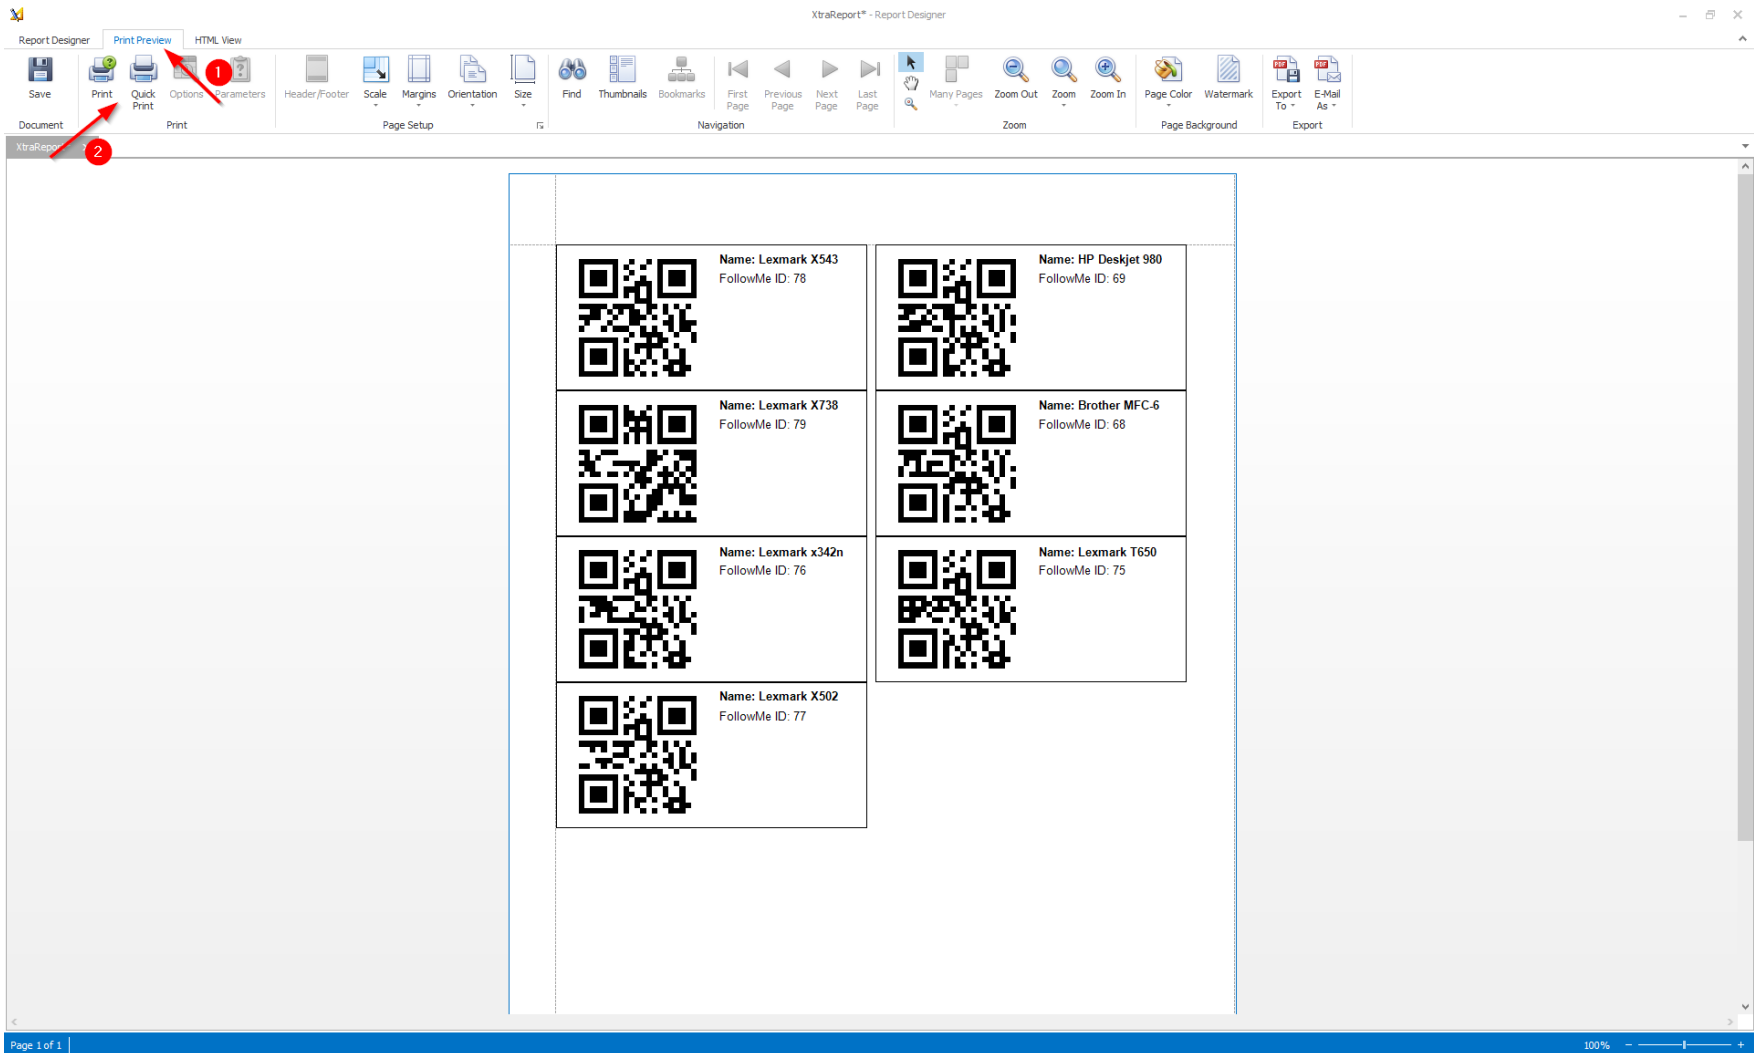 XtraReport* - Report Designer
Report Designer Print Preview HTML View
1
Save Print Quick Print Options Parameters Header/Footer Scale Margins Orientation Size Find Thumbnails Bookmarks First Page Previous Page Next Page Last Page Many Pages Zoom Out Zoom Zoom In Page Color Watermark Export To E-Mail As
Document Print Page Setup Navigation Zoom Page Background Export
XtraRepor
2
Name: Lexmark X543
FollowMe ID: 78
Name: HP Deskjet 980
FollowMe ID: 69
Name: Lexmark X738
FollowMe ID: 79
Name: Brother MFC-6
FollowMe ID: 68
Name: Lexmark x342n
FollowMe ID: 76
Name: Lexmark T650
FollowMe ID: 75
Name: Lexmark X502
FollowMe ID: 77
Page 1 of 1
100%